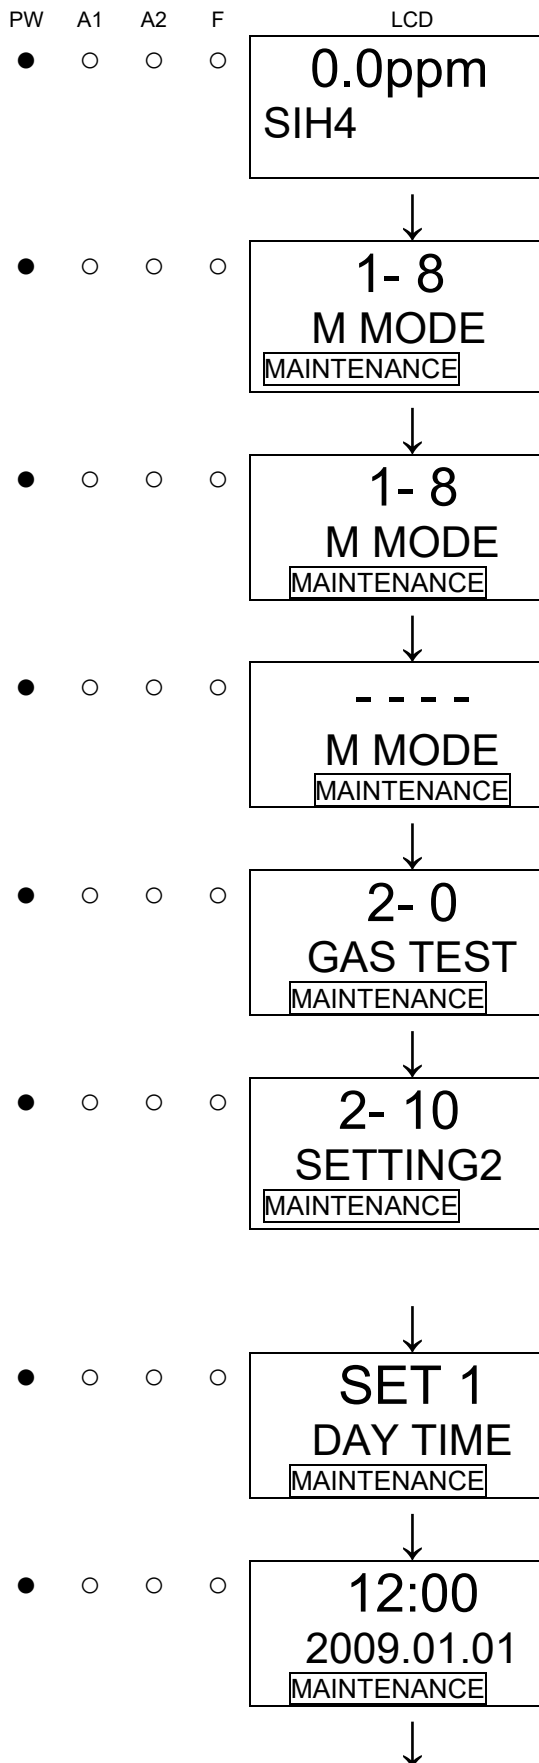 PW A1 A2 F LCD
● ○ ○ ○ 0.0ppm
SIH4
↓
● ○ ○ ○ 1- 8
M MODE
MAINTENANCE
↓
● ○ ○ ○ 1- 8
M MODE
MAINTENANCE
↓
● ○ ○ ○ - - - -
M MODE
MAINTENANCE
↓
● ○ ○ ○ 2- 0
GAS TEST
MAINTENANCE
↓
● ○ ○ ○ 2- 10
SETTING2
MAINTENANCE
↓
● ○ ○ ○ SET 1
DAY TIME
MAINTENANCE
↓
● ○ ○ ○ 12:00
2009.01.01
MAINTENANCE
↓